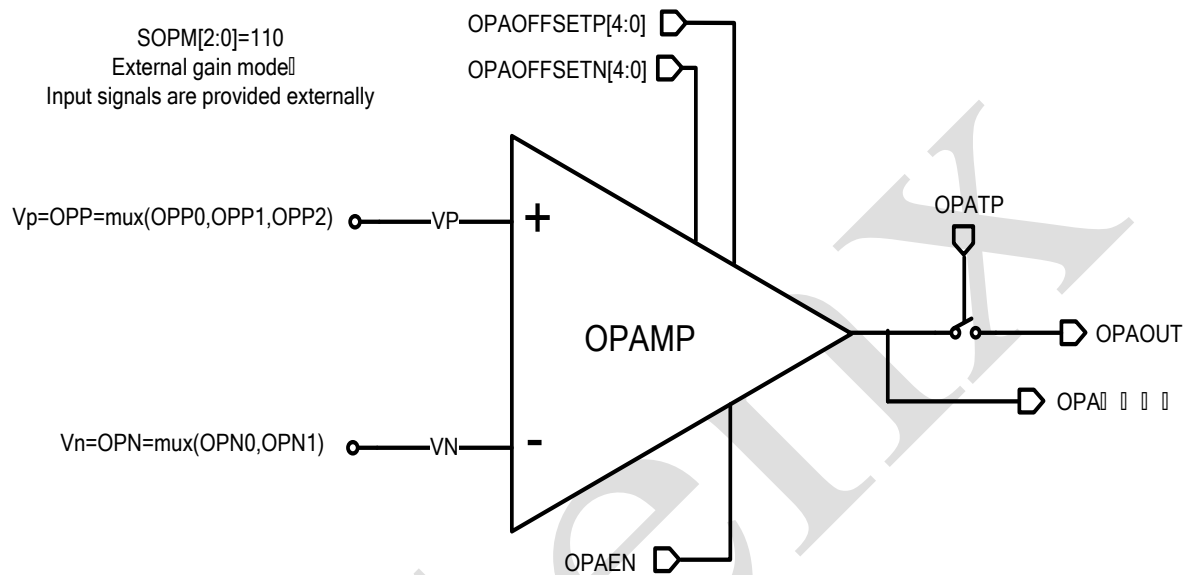 SOPM[2:0]=110
External gain mode
Input signals are provided externally
OPAOFFSETP[4:0]
OPAOFFSETN[4:0]
Vp=OPP=mux(OPP0,OPP1,OPP2)
VP
+
OPATP
OPAMP
OPAOUT
OPA
Vn=OPN=mux(OPN0,OPN1)
VN
-
OPAEN